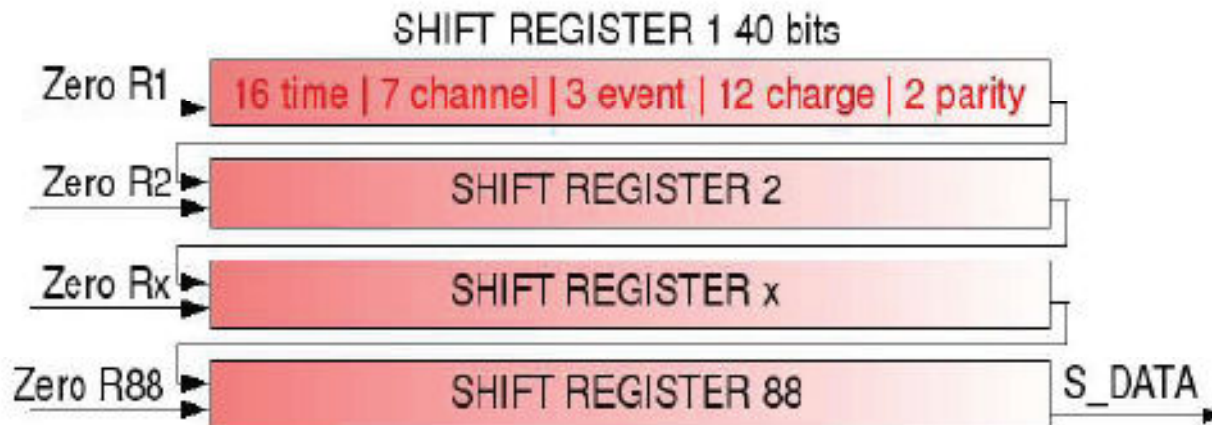 SHIFT REGISTER 1 40 bits
Zero R1
16 time | 7 channel | 3 event | 12 charge | 2 parity
Zero R2
SHIFT REGISTER 2
Zero Rx
SHIFT REGISTER x
Zero R88
SHIFT REGISTER 88
S_DATA